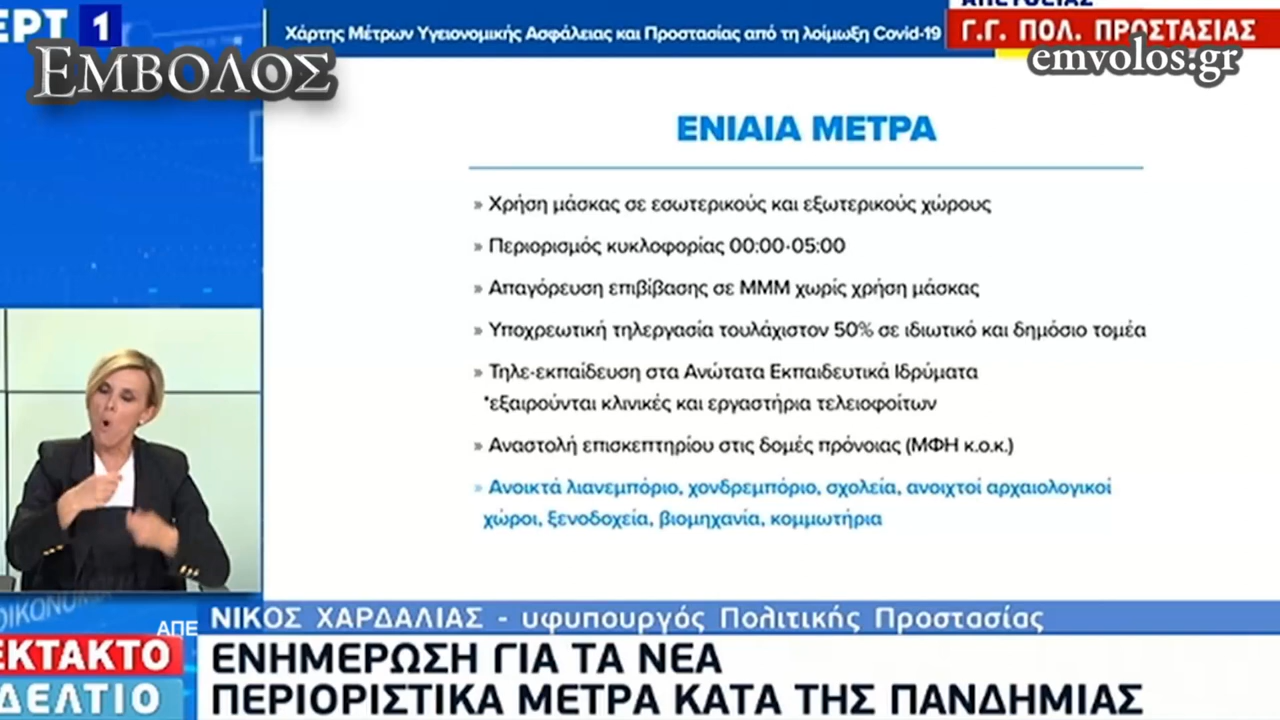 ΕΡΤ 1
ΕΜΒΟΛΟΣ
Χάρτης Μέτρων Υγειονομικής Ασφάλειας και Προστασίας από τη λοίμωξη Covid-19
Γ.Γ. ΠΟΛ. ΠΡΟΣΤΑΣΙΑΣ
emvolos.gr
ΕΝΙΑΙΑ ΜΕΤΡΑ
» Χρήση μάσκας σε εσωτερικούς και εξωτερικούς χώρους
» Περιορισμός κυκλοφορίας 00:00-05:00
» Απαγόρευση επιβίβασης σε ΜΜΜ χωρίς χρήση μάσκας
» Υποχρεωτική τηλεργασία τουλάχιστον 50% σε ιδιωτικό και δημόσιο τομέα
» Τηλε-εκπαίδευση στα Ανώτατα Εκπαιδευτικά Ιδρύματα
*εξαιρούνται κλινικές και εργαστήρια τελειοφοίτων
» Αναστολή επισκεπτηρίου στις δομές πρόνοιας (ΜΦΗ κ.ο.κ.)
» Ανοικτά λιανεμπόριο, χονδρεμπόριο, σχολεία, ανοιχτοί αρχαιολογικοί
χώροι, ξενοδοχεία, βιομηχανία, κομμωτήρια
ΟΙΚΟΝΟΜΙΑ
ΑΠΕ
ΝΙΚΟΣ ΧΑΡΔΑΛΙΑΣ - υφυπουργός Πολιτικής Προστασίας
ΕΚΤΑΚΤΟ
ΔΕΛΤΙΟ
ΕΝΗΜΕΡΩΣΗ ΓΙΑ ΤΑ ΝΕΑ
ΠΕΡΙΟΡΙΣΤΙΚΑ ΜΕΤΡΑ ΚΑΤΑ ΤΗΣ ΠΑΝΔΗΜΙΑΣ